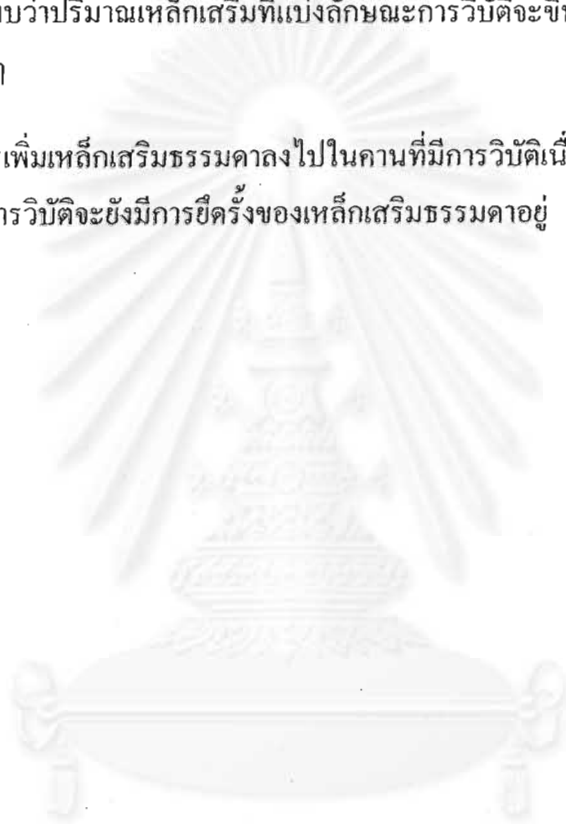 บว่าปริมาณเหล็กเสริมที่แบ่งลักษณะการวิบัติจะขึ้
เพิ่มเหล็กเสริมธรรมดาลงไปในคานที่มีการวิบัติเนื่
การวิบัติจะยังมีการยึดรั้งของเหล็กเสริมธรรมดาอยู่